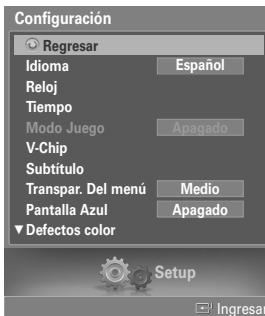 Configuración
Regresar
Idioma Español
Reloj
Tiempo
Modo Juego Apagado
V-Chip
Subtítulo
Transpar. Del menú Medio
Pantalla Azul Apagado
▼Defectos color
Setup
Ingresar